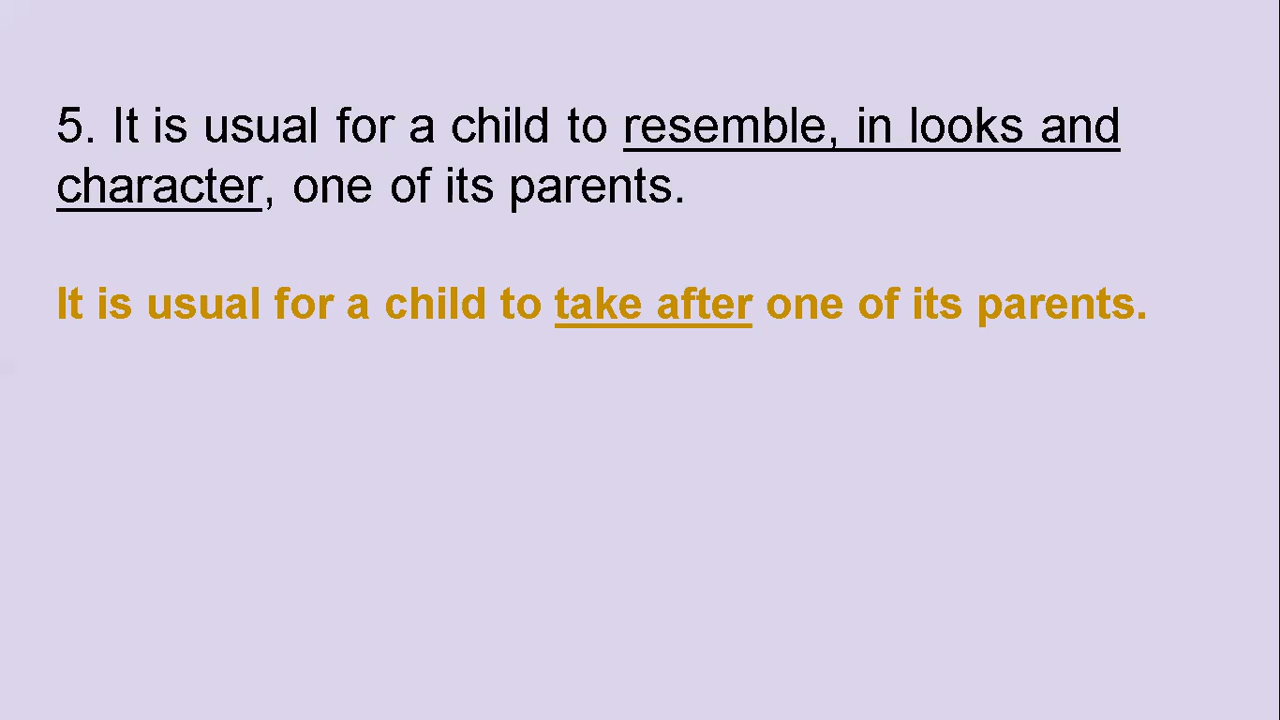 5. It is usual for a child to resemble, in looks and
character, one of its parents.
It is usual for a child to take after one of its parents.